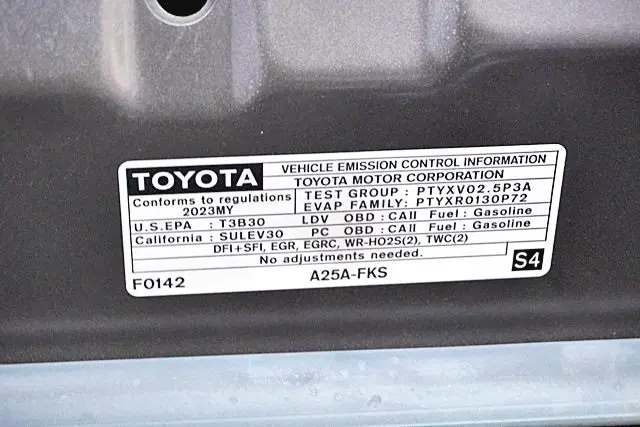 TOYOTA VEHICLE EMISSION CONTROL INFORMATION
TOYOTA MOTOR CORPORATION
Conforms to regulations TEST GROUP : PTYXV02.5P3A
2023MY EVAP FAMILY: PTYXR0130P72
U.S.EPA : T3B30 LDV OBD : CAII Fuel : Gasoline
California : SULEV30 PC OBD : CAII Fuel : Gasoline
DFI+SFI, EGR, EGRC, WR-HO2S(2), TWC(2)
No adjustments needed.
F0142 A25A-FKS S4